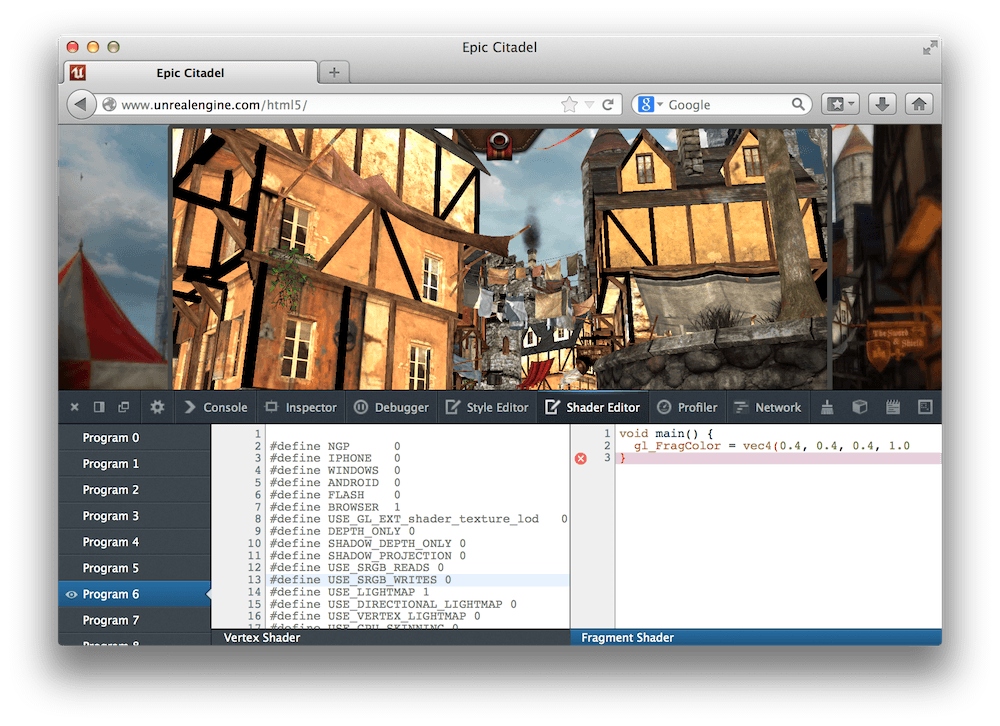 Epic Citadel
Epic Citadel
www.unrealengine.com/html5/
Google
The Sword
& Shield
Console
Inspector
Debugger
Style Editor
Shader Editor
Profiler
Network
Program 0
Program 1
Program 2
Program 3
Program 4
Program 5
Program 6
Program 7
Program 8
1
2 #define NGP 0
3 #define IPHONE 0
4 #define WINDOWS 0
5 #define ANDROID 0
6 #define FLASH 0
7 #define BROWSER 1
8 #define USE_GL_EXT_shader_texture_lod 0
9 #define DEPTH_ONLY 0
10 #define SHADOW_DEPTH_ONLY 0
11 #define SHADOW_PROJECTION 0
12 #define USE_SRGB_READS 0
13 #define USE_SRGB_WRITES 0
14 #define USE_LIGHTMAP 1
15 #define USE_DIRECTIONAL_LIGHTMAP 0
16 #define USE_VERTEX_LIGHTMAP 0
17 #define USE_GPU_SKINNING 0
Vertex Shader
1 void main() {
2 gl_FragColor = vec4(0.4, 0.4, 0.4, 1.0
3 }
Fragment Shader